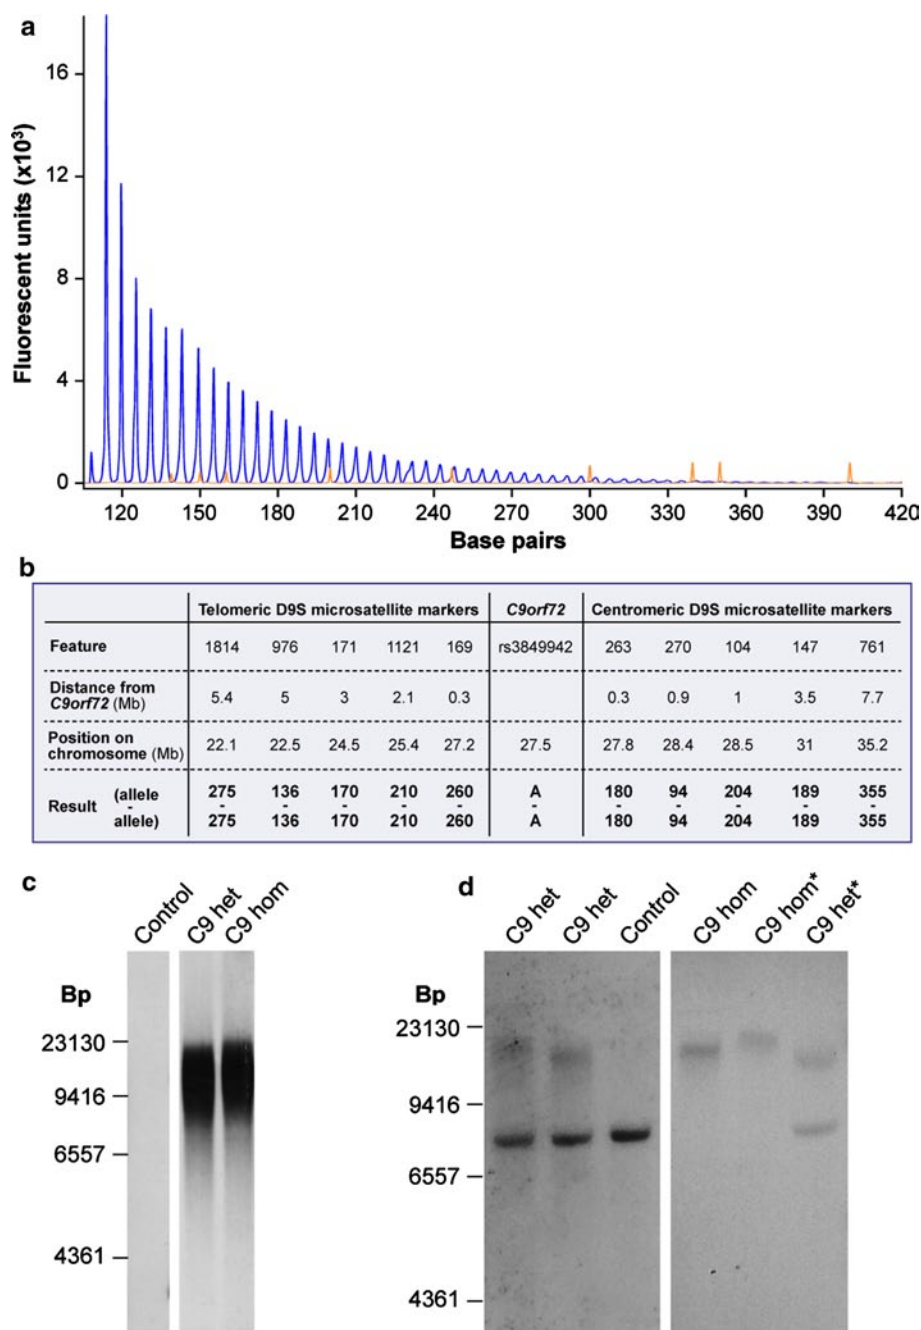 a
Fluorescent units (x10³)
16
12
8
4
0
120 150 180 210 240 270 300 330 360 390 420
Base pairs
b
Telomeric D9S microsatellite markers C9orf72 Centromeric D9S microsatellite markers
Feature 1814 976 171 1121 169 rs3849942 263 270 104 147 761
Distance from
C9orf72 (Mb) 5.4 5 3 2.1 0.3 0.3 0.9 1 3.5 7.7
Position on
chromosome (Mb) 22.1 22.5 24.5 25.4 27.2 27.5 27.8 28.4 28.5 31 35.2
Result (allele 275 136 170 210 260 A 180 94 204 189 355
- - - - - - - - - - - -
allele) 275 136 170 210 260 A 180 94 204 189 355
c
Control C9 het C9 hom
Bp
23130
9416
6557
4361
d
C9 het C9 het Control C9 hom C9 hom* C9 het*
Bp
23130
9416
6557
4361